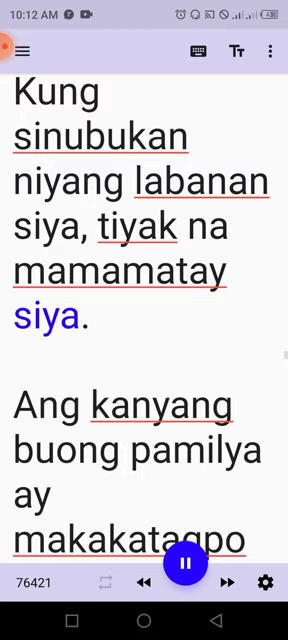 10:12 AM
Kung
sinubukan
niyang labanan
siya, tiyak na
mamamatay
siya.
Ang kanyang
buong pamilya
ay
makakatagpo
76421